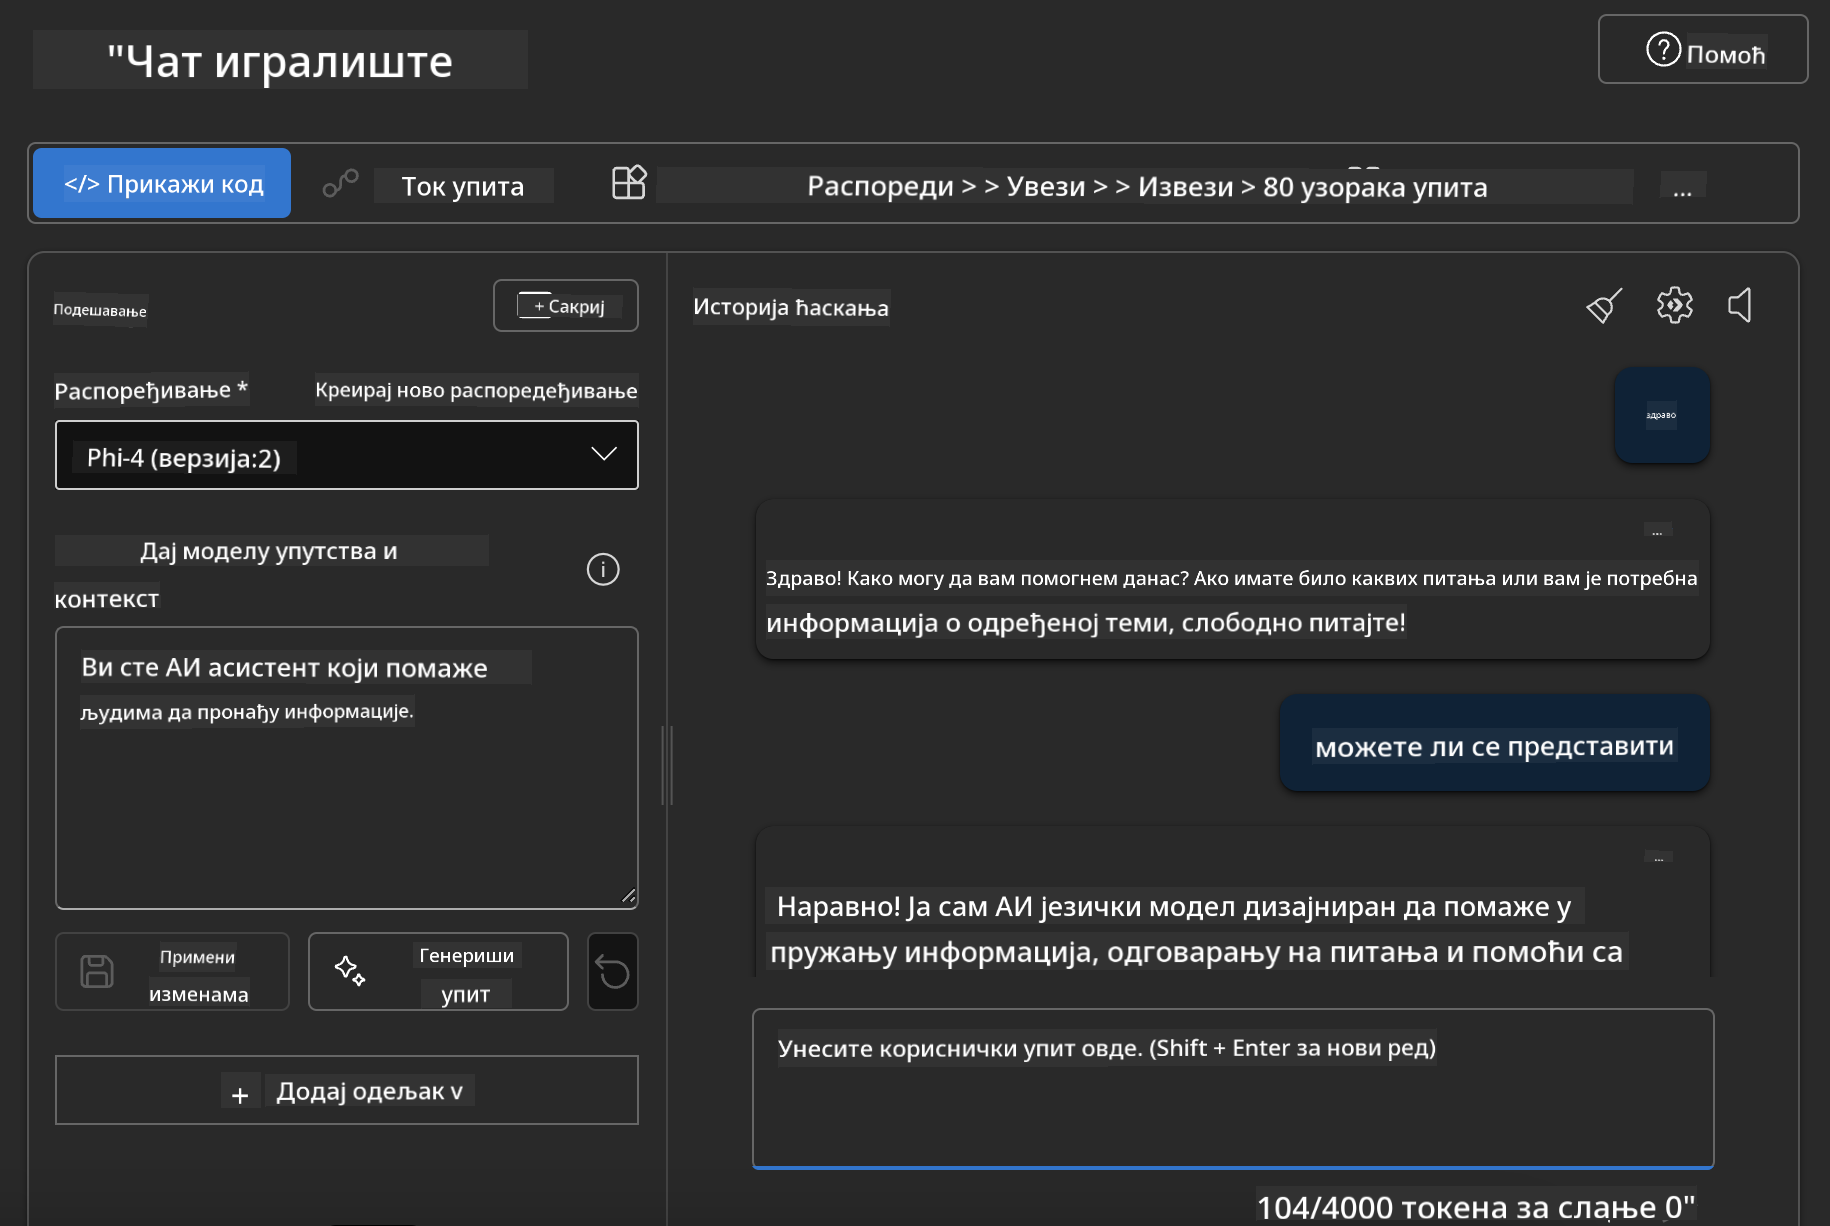 "Чат игралиште
Помоћ
</> Прикажи код
Ток упита
Распореди > > Увези > > Извези > 80 узорака упита
...
Подешавање
+ Сакриј
Распоређивање *
Креирај ново распоредеђивање
Phi-4 (верзија:2)
Дај моделу упутства и
контекст
Ви сте АИ асистент који помаже
људима да пронађу информације.
Примени
изменама
Генериши
упит
+ Додај одељак v
Историја ћаскања
здраво
...
Здраво! Како могу да вам помогнем данас? Ако имате било каквих питања или вам је потребна
информација о одређеној теми, слободно питајте!
можете ли се представити
...
Наравно! Ја сам АИ језички модел дизајниран да помаже у
пружању информација, одговарању на питања и помоћи са
Унесите кориснички упит овде. (Shift + Enter за нови ред)
104/4000 токена за слање 0"